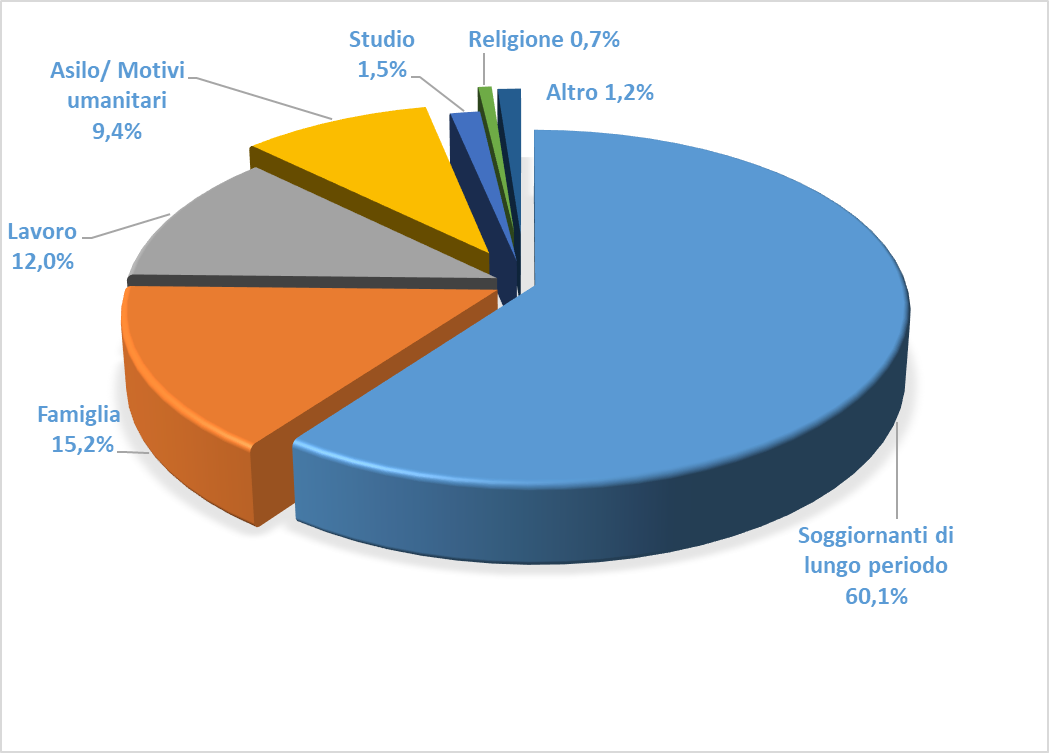 Studio
1,5%
Religione 0,7%
Altro 1,2%
Asilo/ Motivi
umanitari
9,4%
Lavoro
12,0%
Famiglia
15,2%
Soggiornanti di
lungo periodo
60,1%